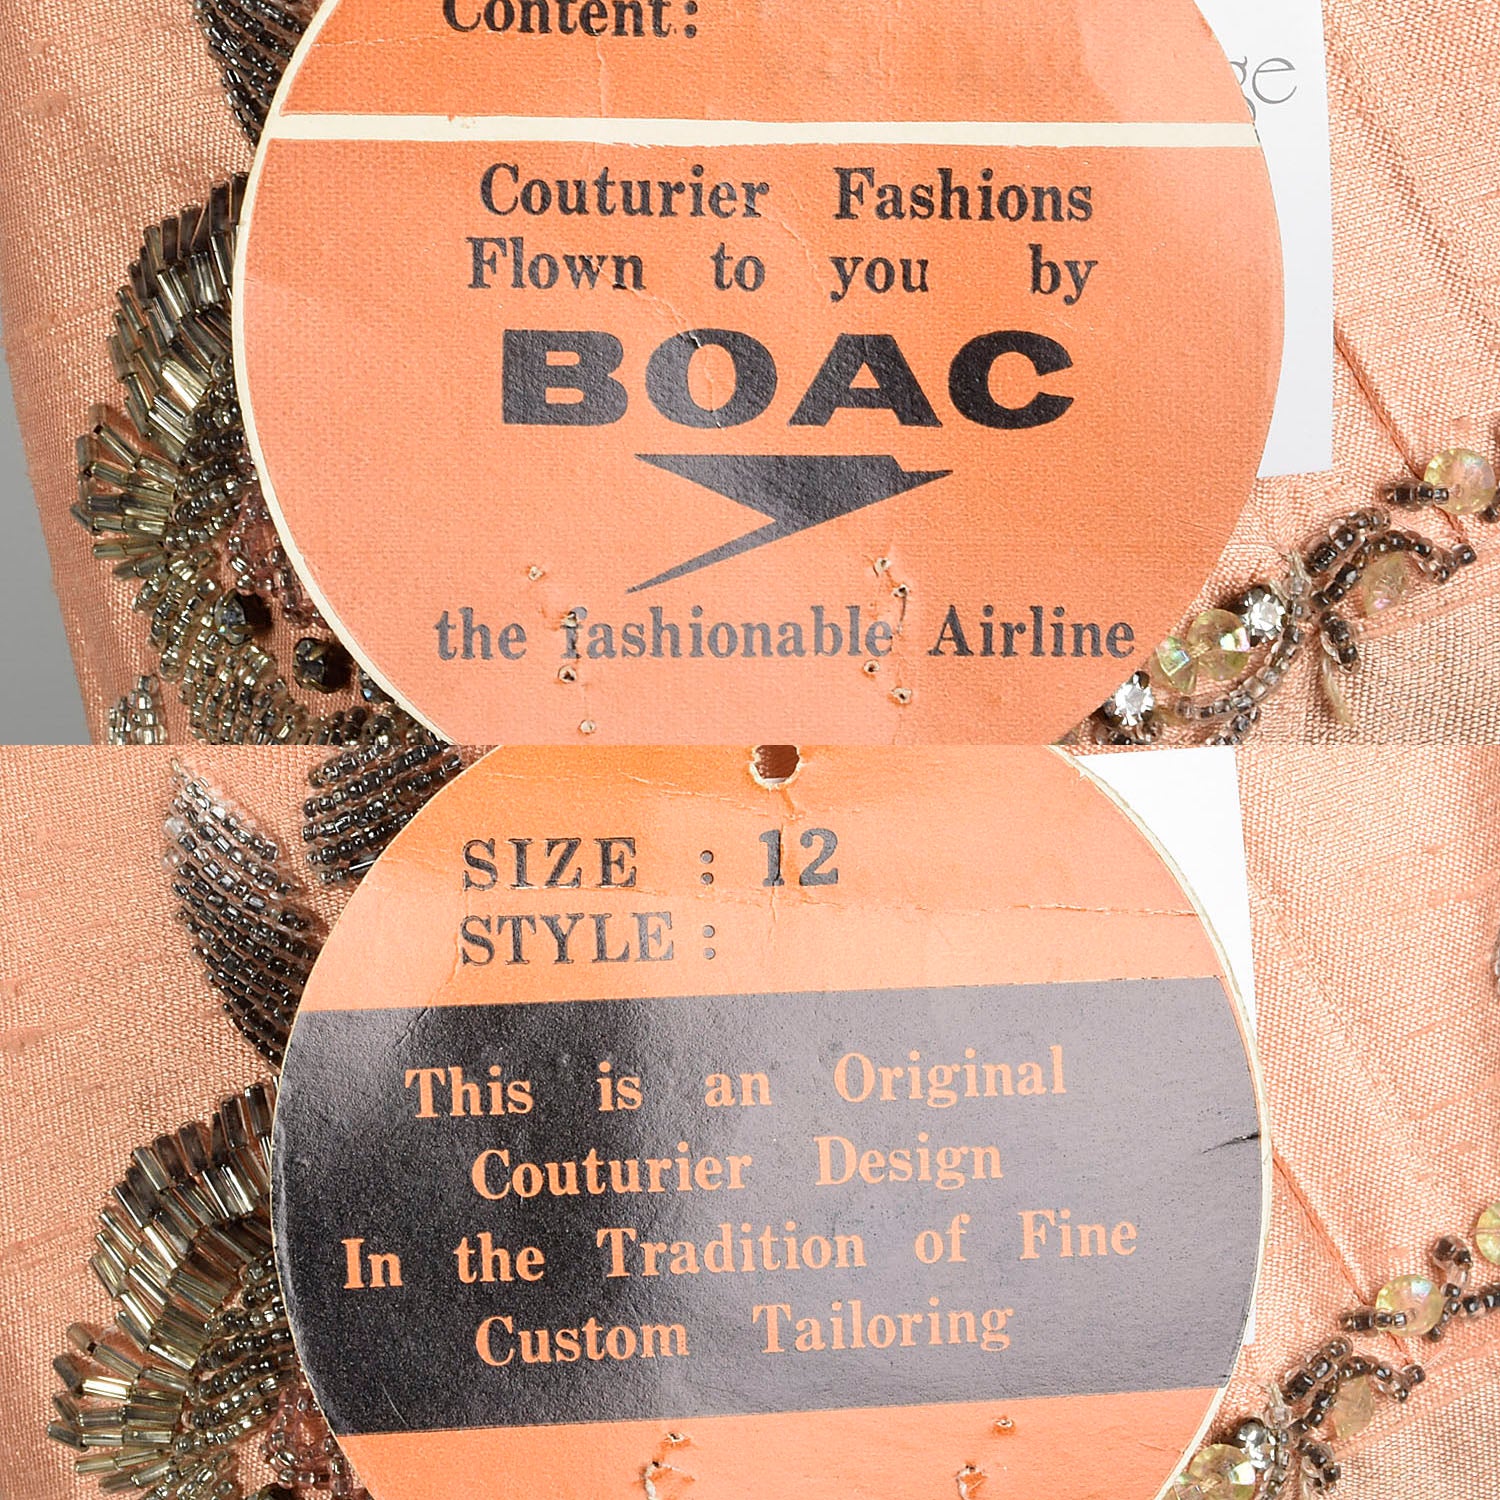 Content:
Couturier Fashions
Flown to you by
BOAC
the fashionable Airline
SIZE : 12
STYLE :
This is an Original
Couturier Design
In the Tradition of Fine
Custom Tailoring